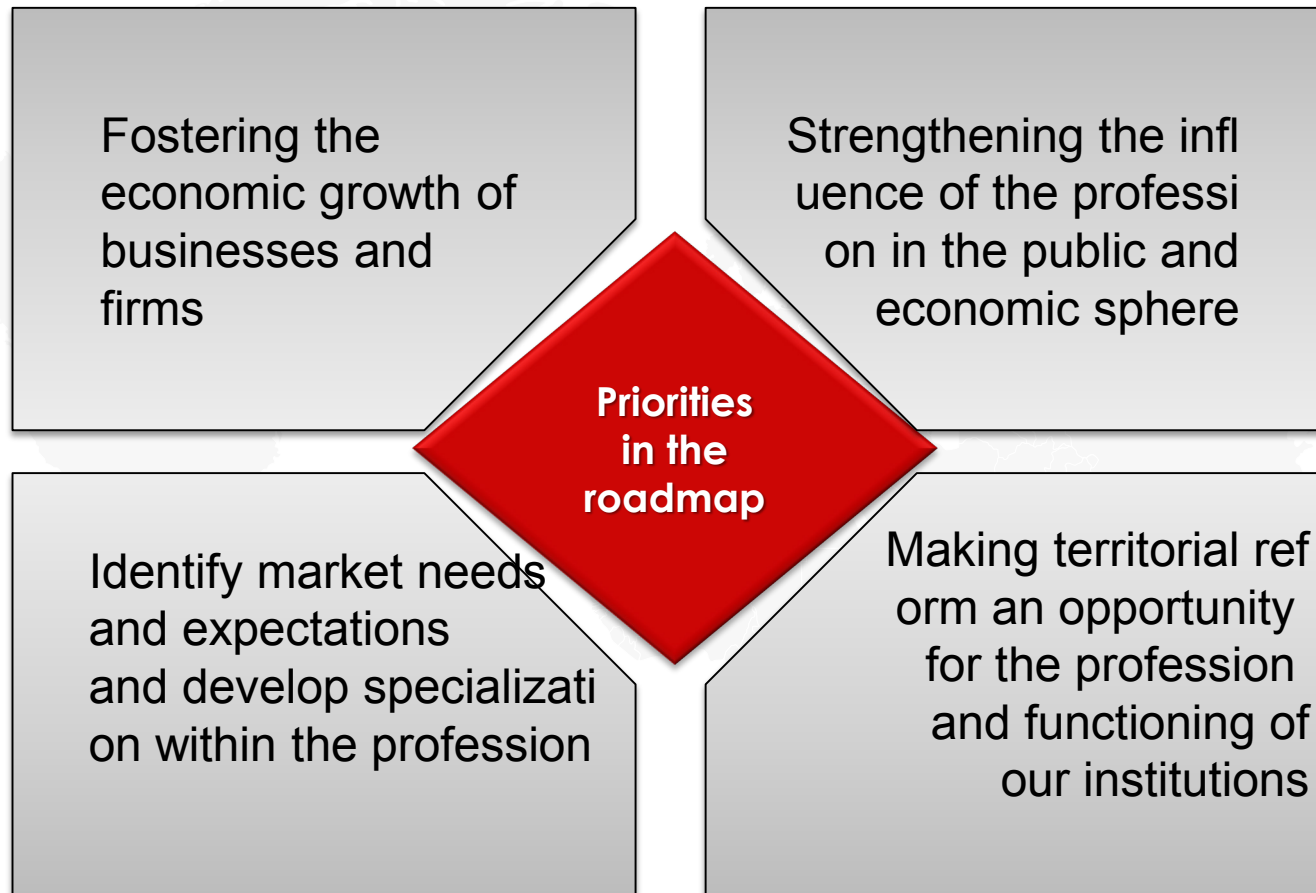 Fostering the
economic growth of
businesses and
firms
Strengthening the infl
uence of the professi
on in the public and
economic sphere
Priorities
in the
roadmap
Identify market needs
and expectations
and develop specializati
on within the profession
Making territorial ref
orm an opportunity
for the profession
and functioning of
our institutions